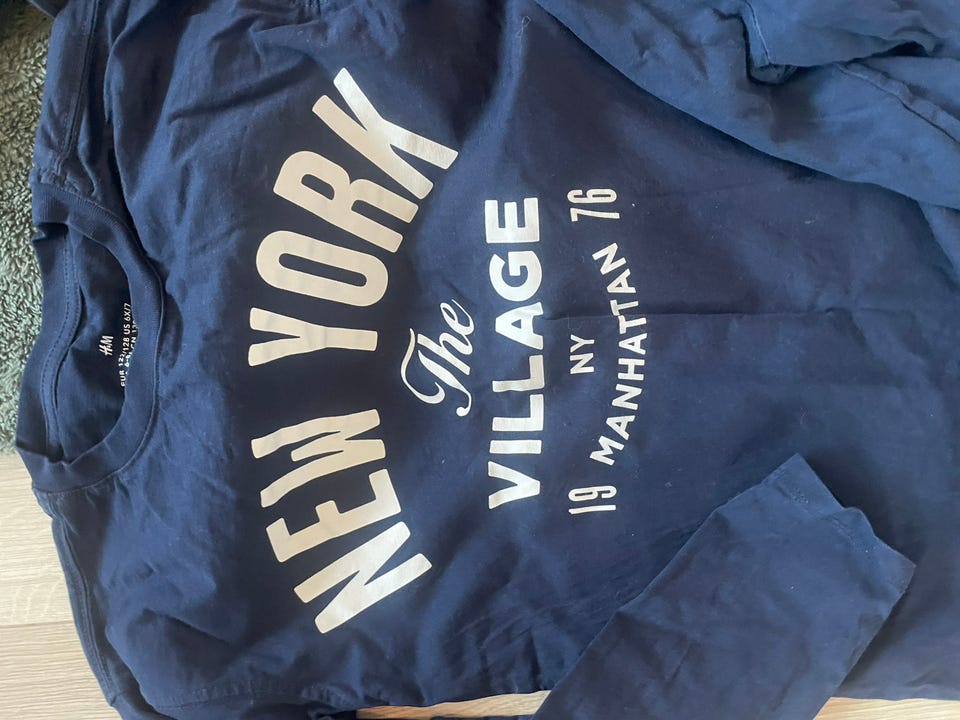 H&M
NEW YORK
The
VILLAGE
NY
19 MANHATTAN 76